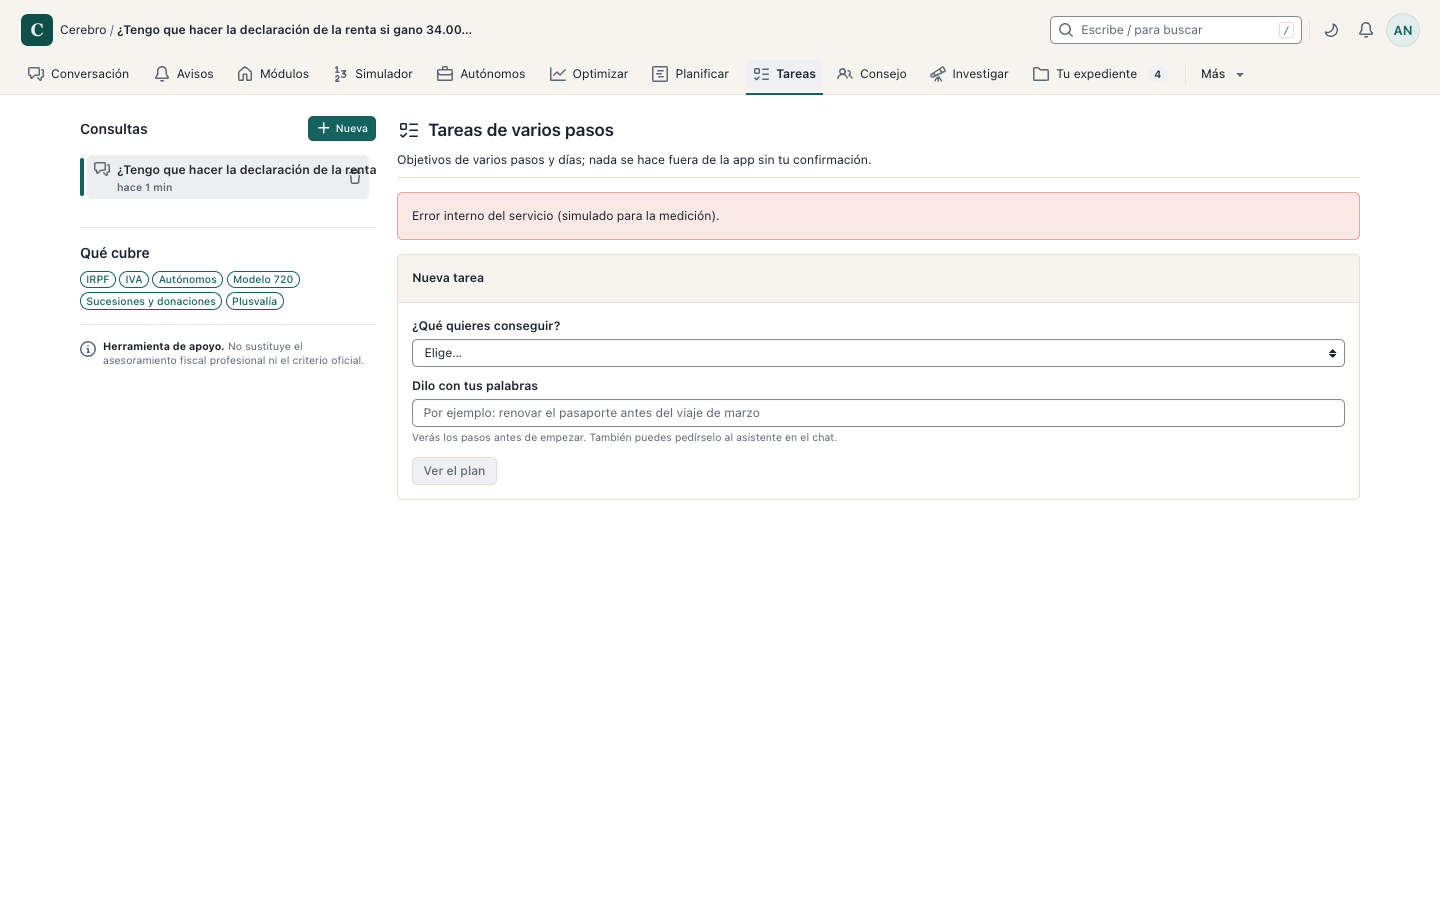 C Cerebro / ¿Tengo que hacer la declaración de la renta si gano 34.00...
Escribe / para buscar /
AN
Conversación
Avisos
Módulos
Simulador
Autónomos
Optimizar
Planificar
Tareas
Consejo
Investigar
Tu expediente 4
Más
Consultas
Nueva
¿Tengo que hacer la declaración de la renta
hace 1 min
Qué cubre
IRPF
IVA
Autónomos
Modelo 720
Sucesiones y donaciones
Plusvalía
Herramienta de apoyo. No sustituye el
asesoramiento fiscal profesional ni el criterio oficial.
Tareas de varios pasos
Objetivos de varios pasos y días; nada se hace fuera de la app sin tu confirmación.
Error interno del servicio (simulado para la medición).
Nueva tarea
¿Qué quieres conseguir?
Elige...
Dilo con tus palabras
Por ejemplo: renovar el pasaporte antes del viaje de marzo
Verás los pasos antes de empezar. También puedes pedírselo al asistente en el chat.
Ver el plan